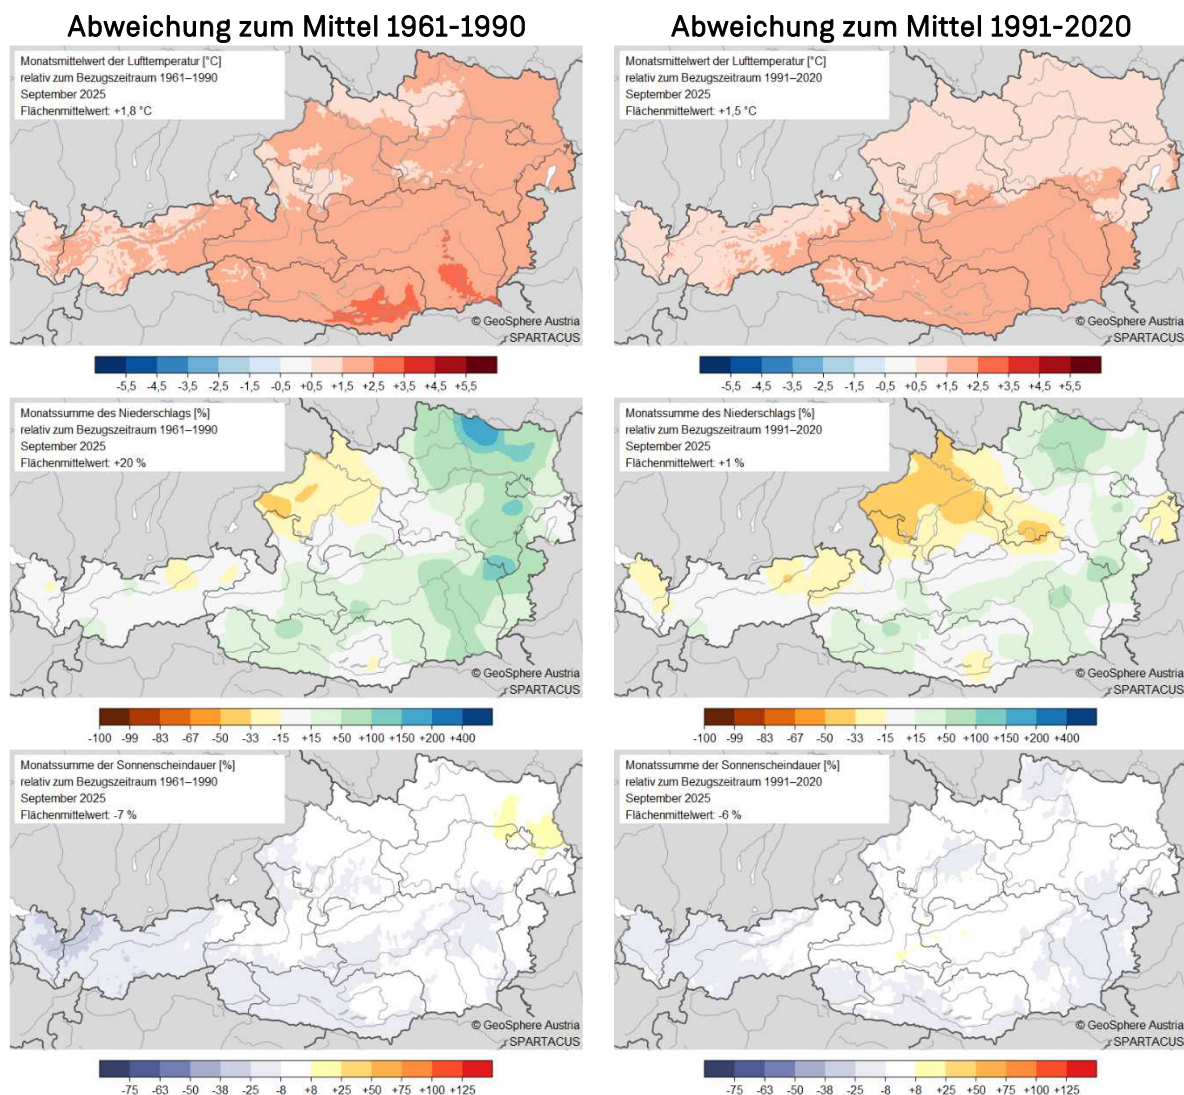 Abweichung zum Mittel 1961-1990
Abweichung zum Mittel 1991-2020
Monatsmittelwert der Lufttemperatur [°C]
relativ zum Bezugszeitraum 1961–1990
September 2025
Flächenmittelwert: +1,8 °C
© GeoSphere Austria
SPARTACUS
-5,5 -4,5 -3,5 -2,5 -1,5 -0,5 +0,5 +1,5 +2,5 +3,5 +4,5 +5,5
Monatsmittelwert der Lufttemperatur [°C]
relativ zum Bezugszeitraum 1991–2020
September 2025
Flächenmittelwert: +1,5 °C
© GeoSphere Austria
SPARTACUS
-5,5 -4,5 -3,5 -2,5 -1,5 -0,5 +0,5 +1,5 +2,5 +3,5 +4,5 +5,5
Monatssumme des Niederschlags [%]
relativ zum Bezugszeitraum 1961–1990
September 2025
Flächenmittelwert: +20 %
© GeoSphere Austria
SPARTACUS
-100 -99 -83 -67 -50 -33 -15 +15 +50 +100 +150 +200 +400
Monatssumme des Niederschlags [%]
relativ zum Bezugszeitraum 1991–2020
September 2025
Flächenmittelwert: +1 %
© GeoSphere Austria
SPARTACUS
-100 -99 -83 -67 -50 -33 -15 +15 +50 +100 +150 +200 +400
Monatssumme der Sonnenscheindauer [%]
relativ zum Bezugszeitraum 1961–1990
September 2025
Flächenmittelwert: -7 %
© GeoSphere Austria
SPARTACUS
-75 -63 -50 -38 -25 -8 +8 +25 +50 +75 +100 +125
Monatssumme der Sonnenscheindauer [%]
relativ zum Bezugszeitraum 1991–2020
September 2025
Flächenmittelwert: -6 %
© GeoSphere Austria
SPARTACUS
-75 -63 -50 -38 -25 -8 +8 +25 +50 +75 +100 +125